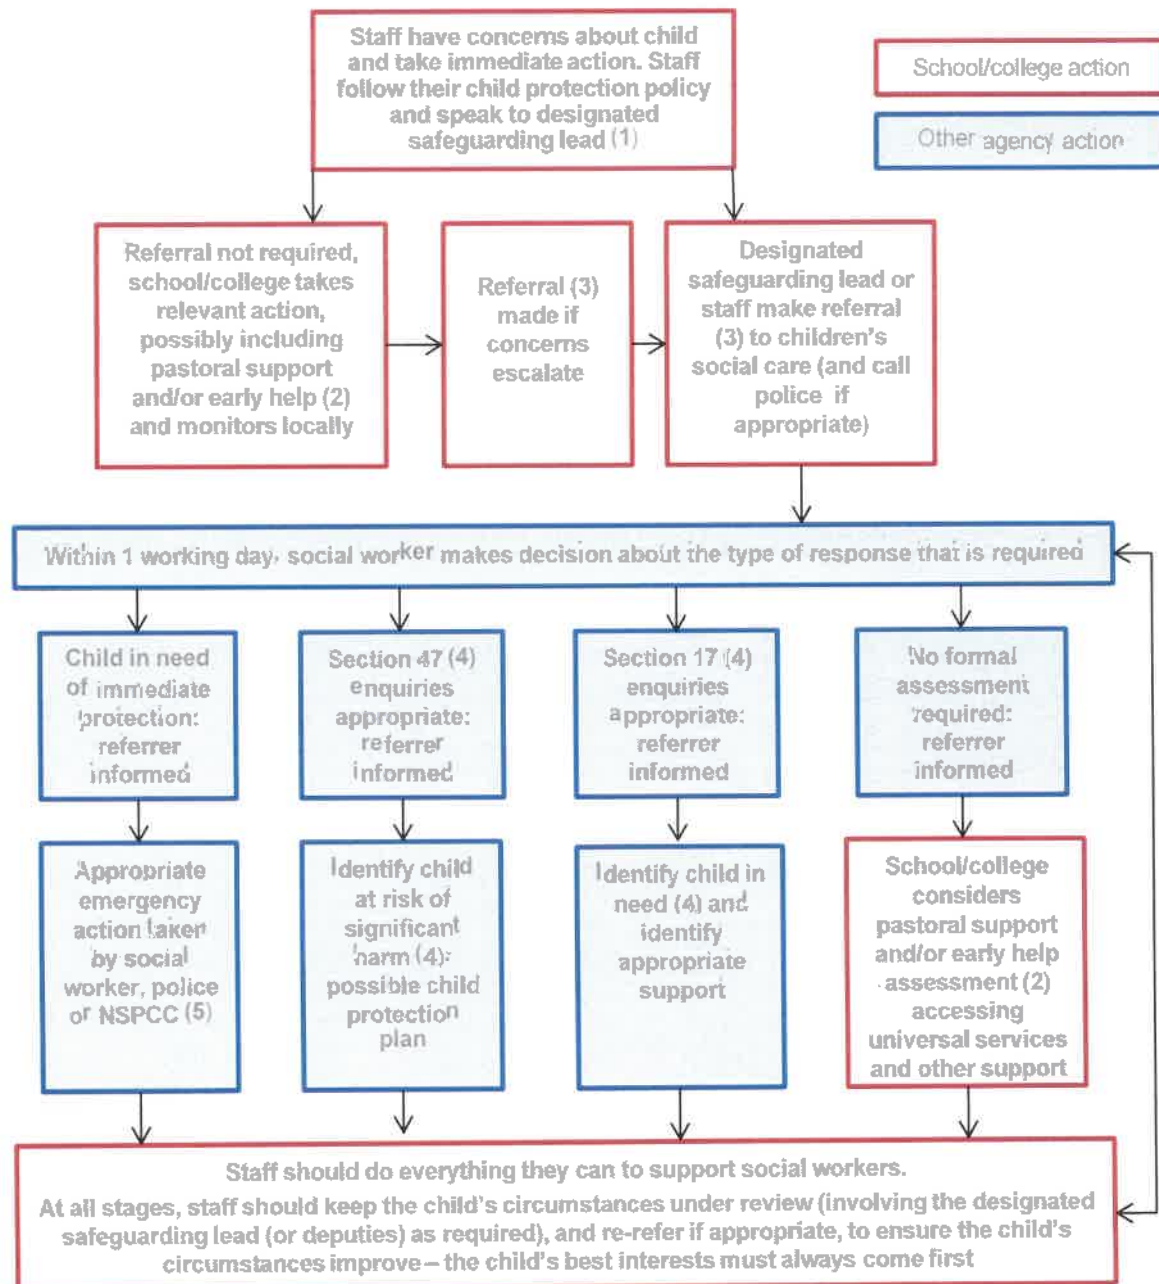 Staff have concerns about child
and take immediate action. Staff
follow their child protection policy
and speak to designated
safeguarding lead (1)
School/college action
Other agency action
Referral not required,
school/college takes
relevant action,
possibly including
pastoral support
and/or early help (2)
and monitors locally
Referral (3)
made if
concerns
escalate
Designated
safeguarding lead or
staff make referral
(3) to children's
social care (and call
police if
appropriate)
Within 1 working day, social worker makes decision about the type of response that is required
Child in need
of immediate
protection:
referrer
informed
Section 47 (4)
enquiries
appropriate:
referrer
informed
Section 17 (4)
enquiries
appropriate:
referrer
informed
No formal
assessment
required:
referrer
informed
Appropriate
emergency
action taken
by social
worker, police
or NSPCC (5)
Identify child
at risk of
significant
harm (4):
possible child
protection
plan
Identify child in
need (4) and
identify
appropriate
support
School/college
considers
pastoral support
and/or early help
assessment (2)
accessing
universal services
and other support
Staff should do everything they can to support social workers.
At all stages, staff should keep the child's circumstances under review (involving the designated
safeguarding lead (or deputies) as required), and re-refer if appropriate, to ensure the child's
circumstances improve – the child's best interests must always come first